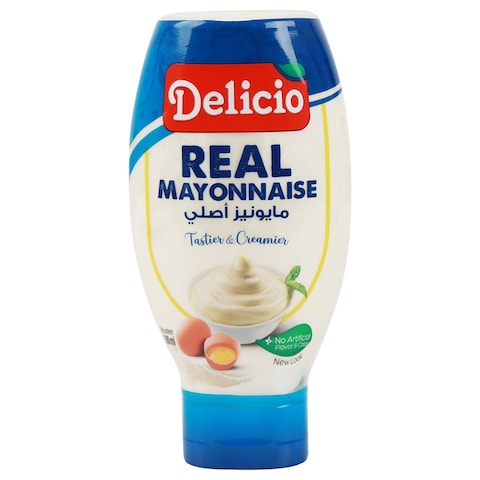 Delicio
REAL
MAYONNAISE
مايونيز أصلي
Tastier & Creamier
No Artificial
Flavor & Color
New Look